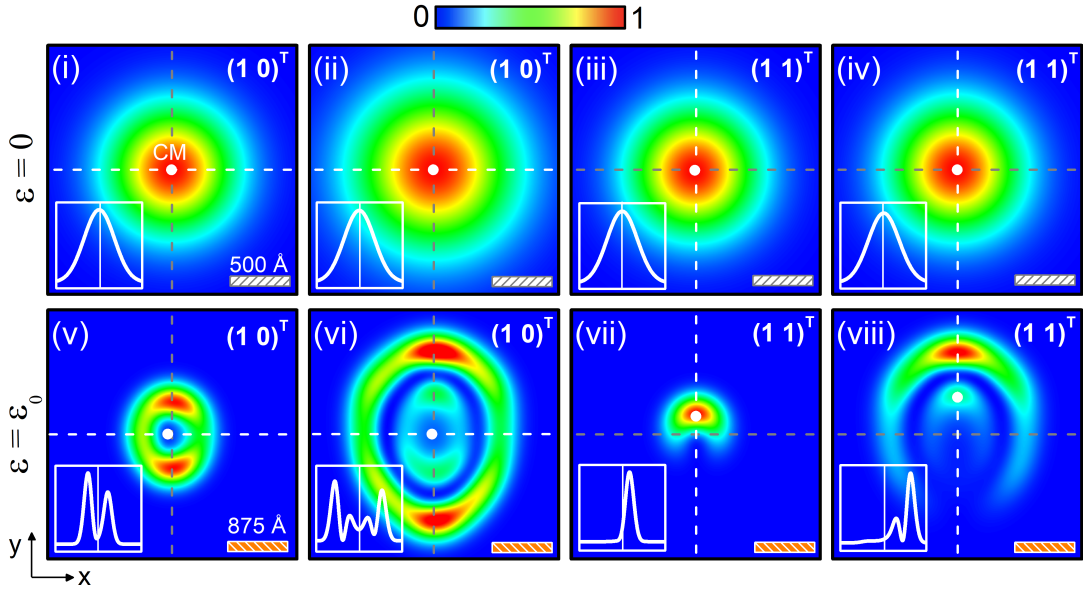 0 1
(i) (1 0)ᵀ
CM
500 Å
(ii) (1 0)ᵀ
(iii) (1 1)ᵀ
(iv) (1 1)ᵀ
ε = 0
(v) (1 0)ᵀ
875 Å
(vi) (1 0)ᵀ
(vii) (1 1)ᵀ
(viii) (1 1)ᵀ
ε = ε₀
y
x